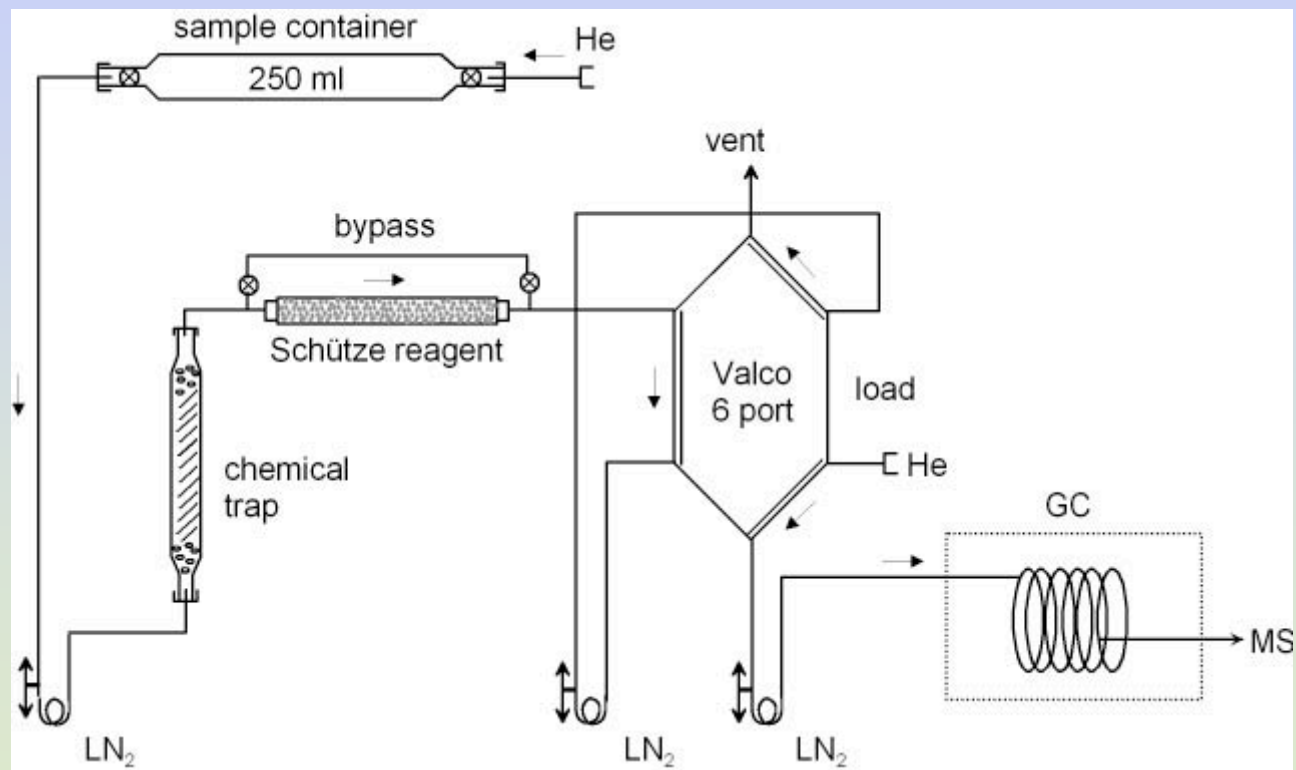 sample container
He
250 ml
vent
bypass
Schütze reagent
Valco
6 port
load
He
chemical
trap
GC
MS
LN₂
LN₂
LN₂